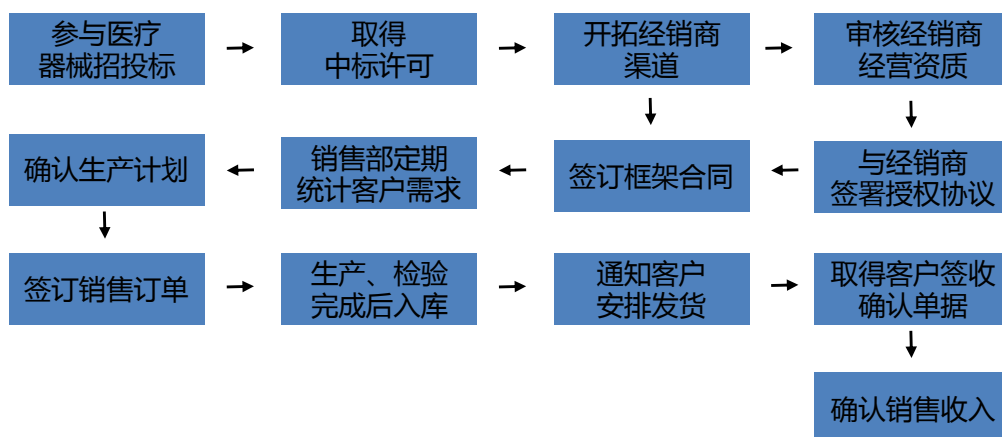 参与医疗
器械招投标
取得
中标许可
开拓经销商
渠道
审核经销商
经营资质
确认生产计划
销售部定期
统计客户需求
签订框架合同
与经销商
签署授权协议
签订销售订单
生产、检验
完成后入库
通知客户
安排发货
取得客户签收
确认单据
确认销售收入